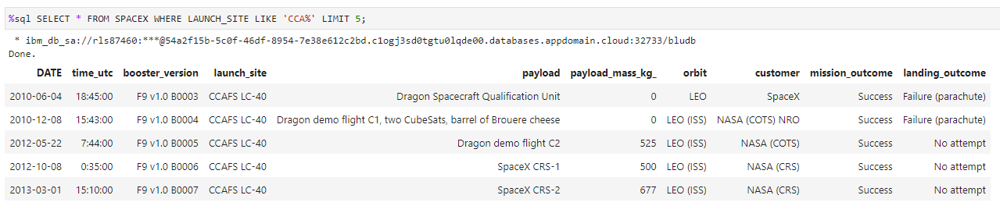 %sql SELECT * FROM SPACEX WHERE LAUNCH_SITE LIKE 'CCA%' LIMIT 5;
* ibm_db_sa://rls87460:***@54a2f15b-5c0f-46df-8954-7e38e612c2bd.c1ogj3sd0tgtu0lqde00.databases.appdomain.cloud:32733/bludb
Done.
DATE time_utc booster_version launch_site payload payload_mass_kg_ orbit customer mission_outcome landing_outcome
2010-06-04 18:45:00 F9 v1.0 B0003 CCAFS LC-40 Dragon Spacecraft Qualification Unit 0 LEO SpaceX Success Failure (parachute)
2010-12-08 15:43:00 F9 v1.0 B0004 CCAFS LC-40 Dragon demo flight C1, two CubeSats, barrel of Brouere cheese 0 LEO (ISS) NASA (COTS) NRO Success Failure (parachute)
2012-05-22 7:44:00 F9 v1.0 B0005 CCAFS LC-40 Dragon demo flight C2 525 LEO (ISS) NASA (COTS) Success No attempt
2012-10-08 0:35:00 F9 v1.0 B0006 CCAFS LC-40 SpaceX CRS-1 500 LEO (ISS) NASA (CRS) Success No attempt
2013-03-01 15:10:00 F9 v1.0 B0007 CCAFS LC-40 SpaceX CRS-2 677 LEO (ISS) NASA (CRS) Success No attempt